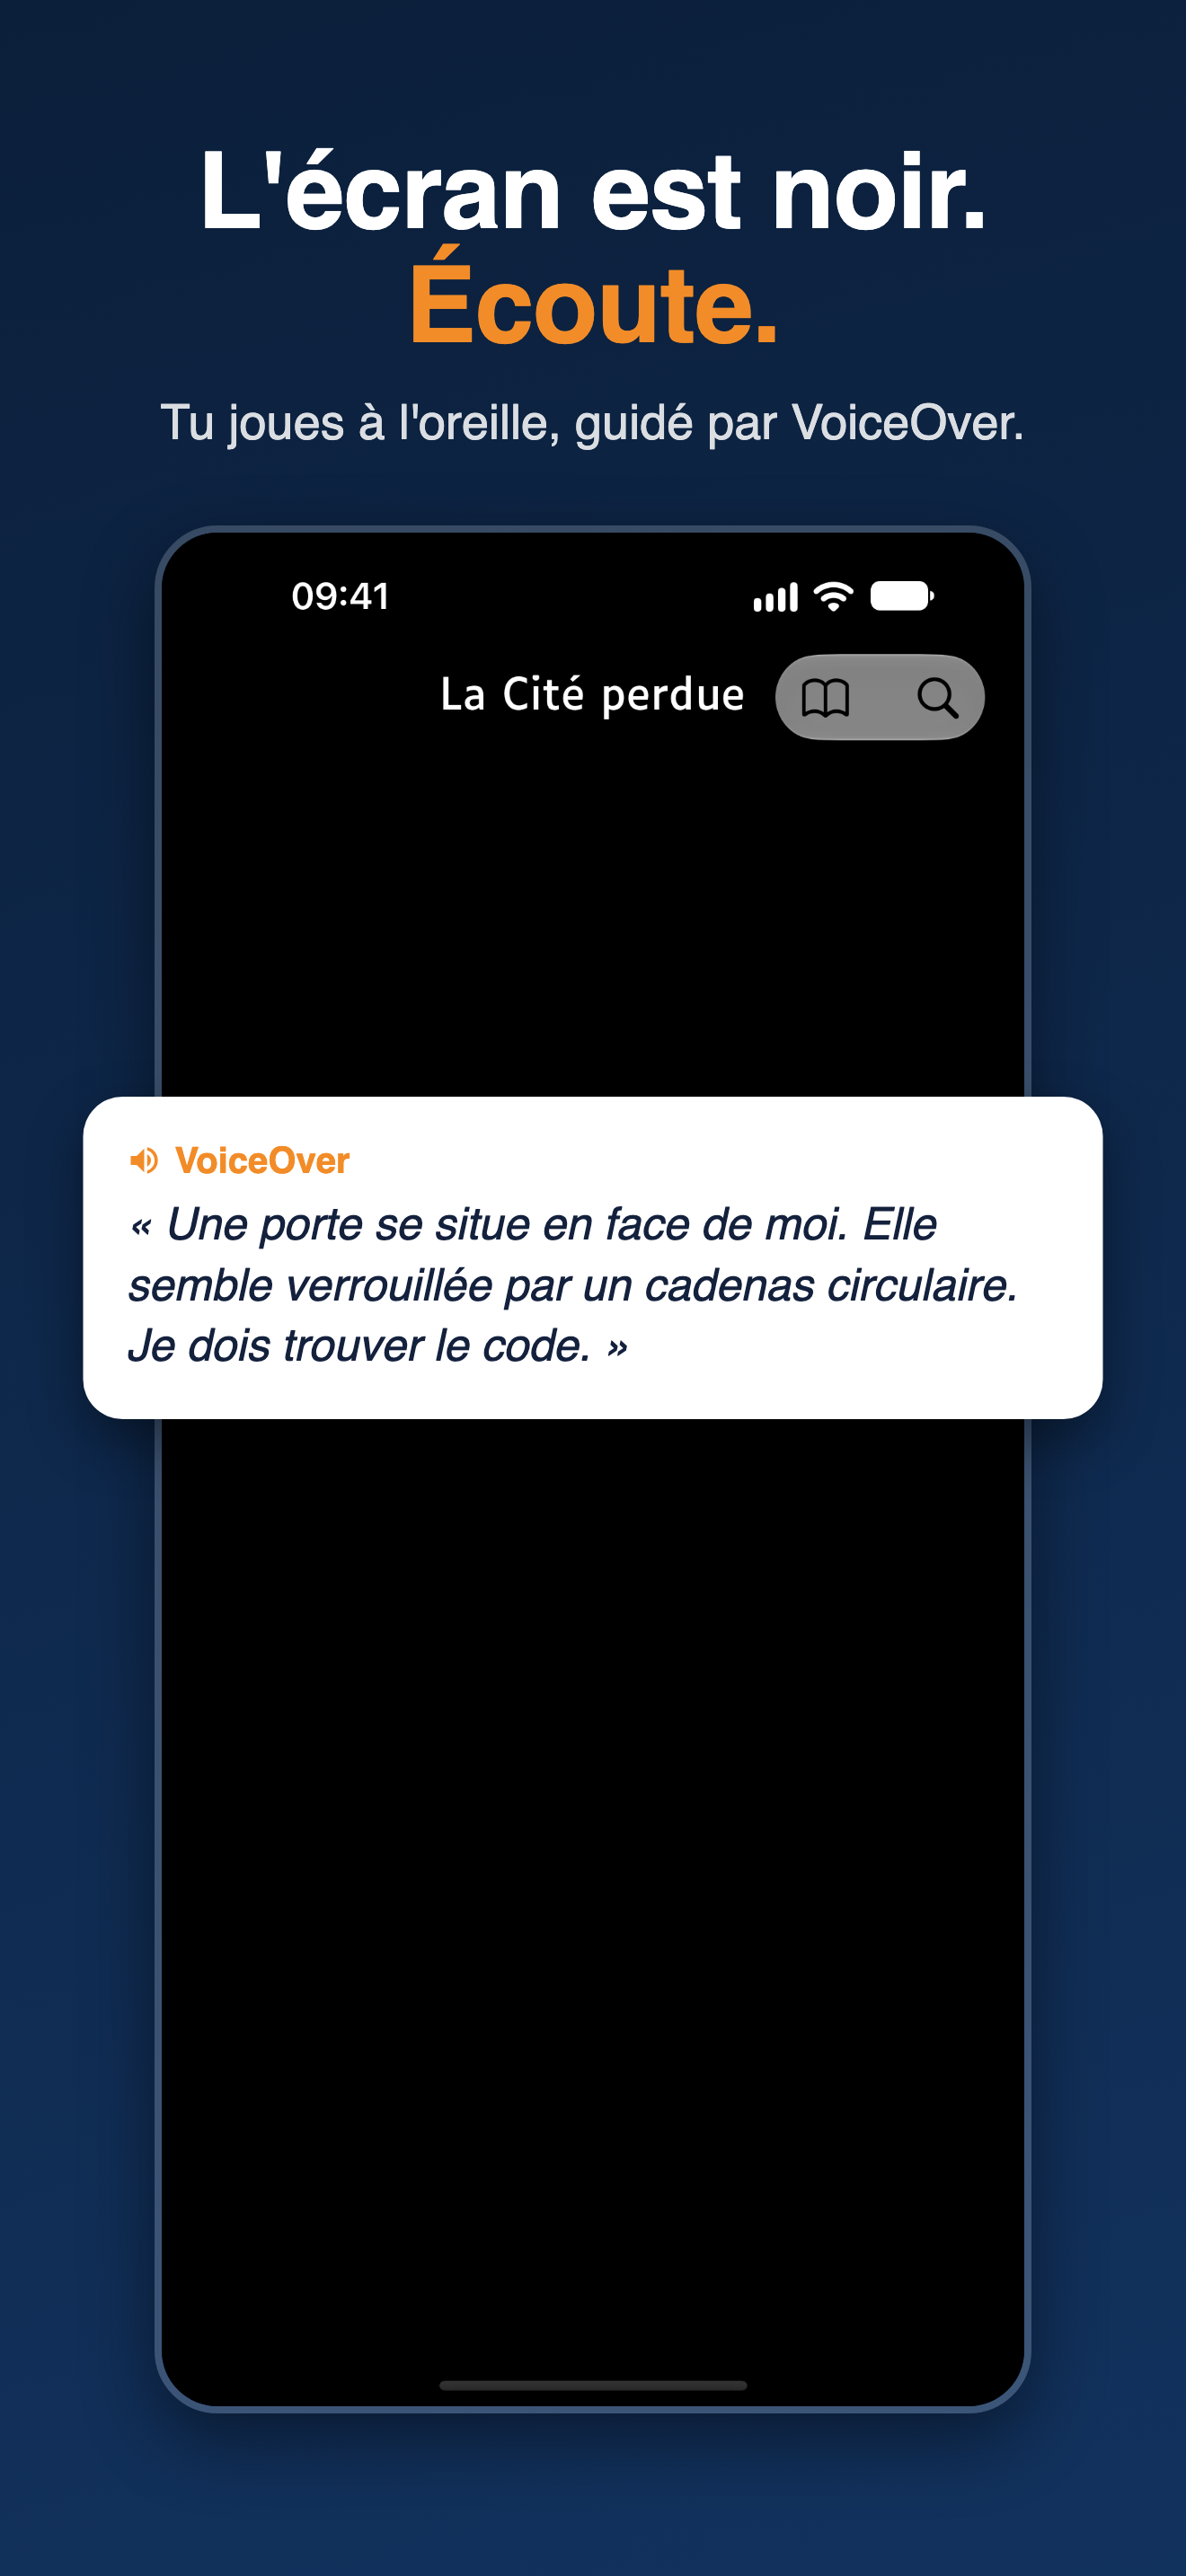 L'écran est noir.
Écoute.
Tu joues à l'oreille, guidé par VoiceOver.
09:41
La Cité perdue
VoiceOver
« Une porte se situe en face de moi. Elle
semble verrouillée par un cadenas circulaire.
Je dois trouver le code. »